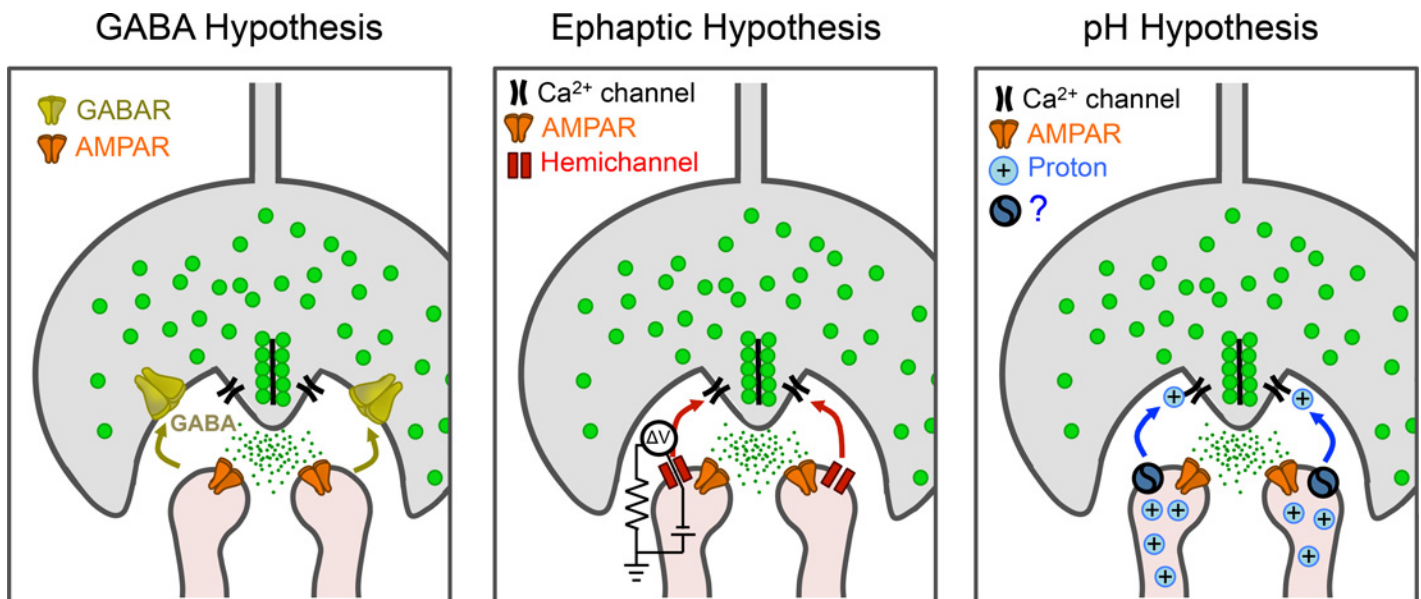 GABA Hypothesis
GABAR
AMPAR
GABA
Ephaptic Hypothesis
Ca²⁺ channel
AMPAR
Hemichannel
ΔV
pH Hypothesis
Ca²⁺ channel
AMPAR
+ Proton
?
+
+
+ +
+
+
+
+
+